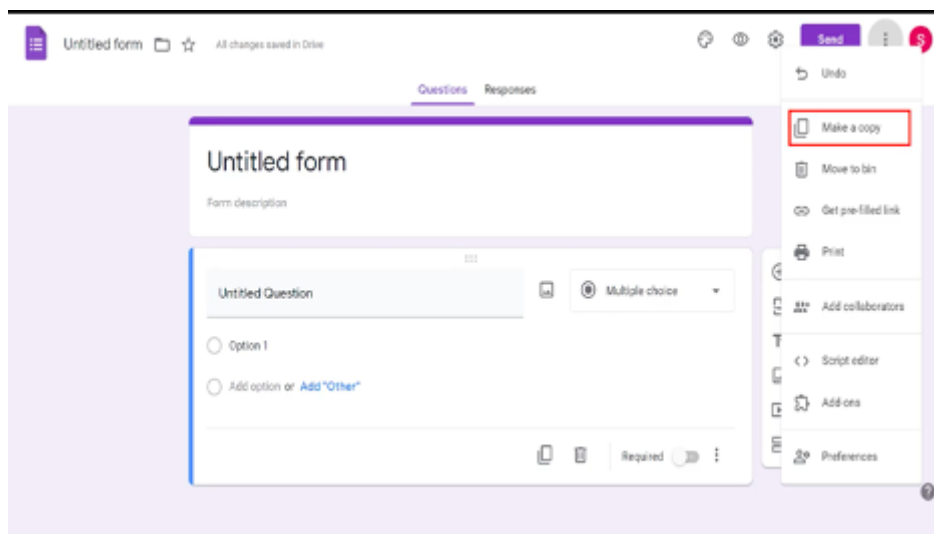 Untitled form
All changes saved in Drive
Send
S
Questions Responses
Undo
Make a copy
Move to bin
Get pre-filled link
Print
Add collaborators
Script editor
Add-ons
Preferences
Untitled form
Form description
Untitled Question
Multiple choice
Option 1
Add option or Add "Other"
Required